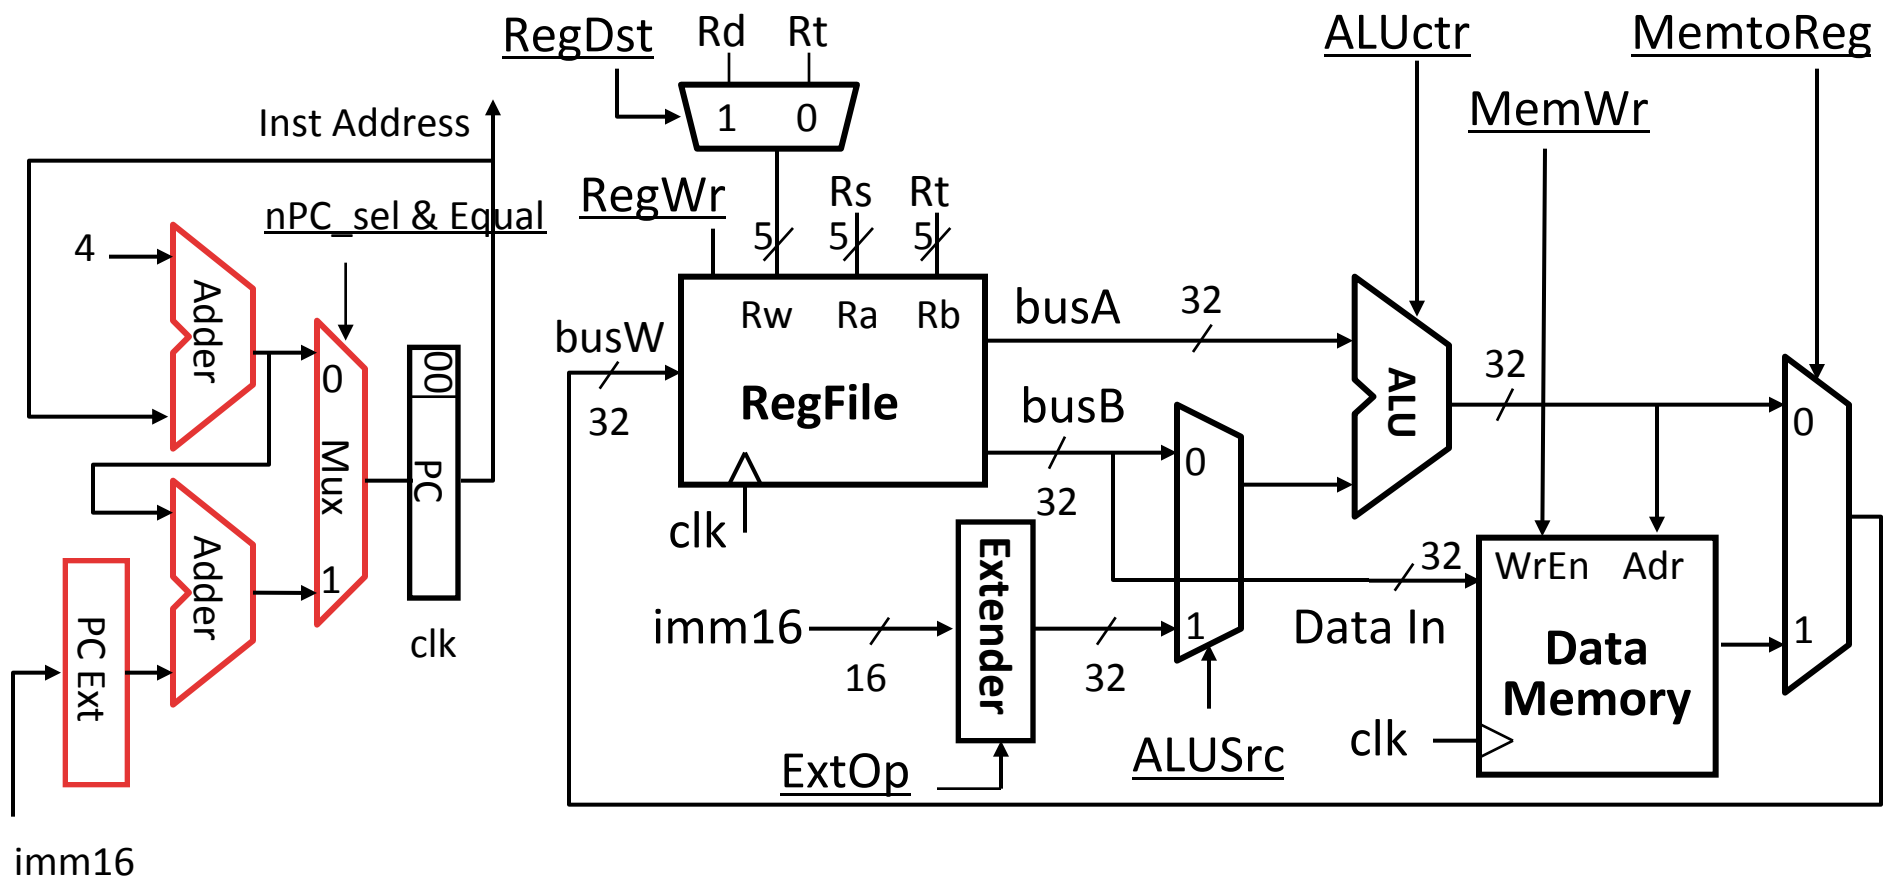 RegDst
Rd
Rt
1
0
ALUctr
MemtoReg
MemWr
Inst Address
nPC_sel & Equal
4
Adder
0
Mux
1
00
PC
clk
Adder
PC Ext
imm16
RegWr
Rs
Rt
5
5
5
Rw
Ra
Rb
busW
32
RegFile
clk
busA
32
busB
32
0
1
imm16
16
Extender
32
ExtOp
ALUSrc
ALU
32
32
Data In
WrEn
Adr
Data
Memory
clk
0
1